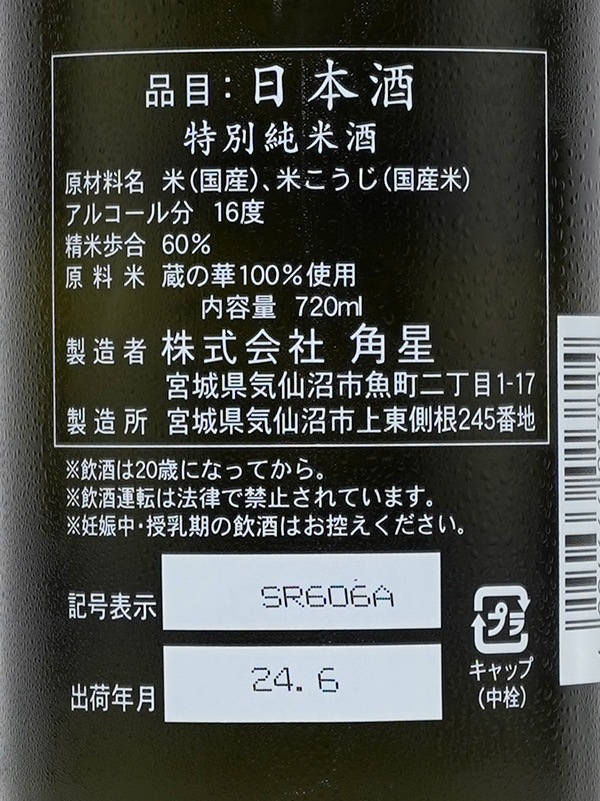 品目:日本酒
特別純米酒
原材料名 米(国産)、米こうじ(国産米)
アルコール分 16度
精米歩合 60%
原料米 蔵の華100%使用
内容量 720ml
製造者 株式会社 角星
宮城県気仙沼市魚町二丁目1-17
製造所 宮城県気仙沼市上東側根245番地
※飲酒は20歳になってから。
※飲酒運転は法律で禁止されています。
※妊娠中・授乳期の飲酒はお控えください。
記号表示 SR606A
出荷年月 24.6
プラ
キャップ
(中栓)